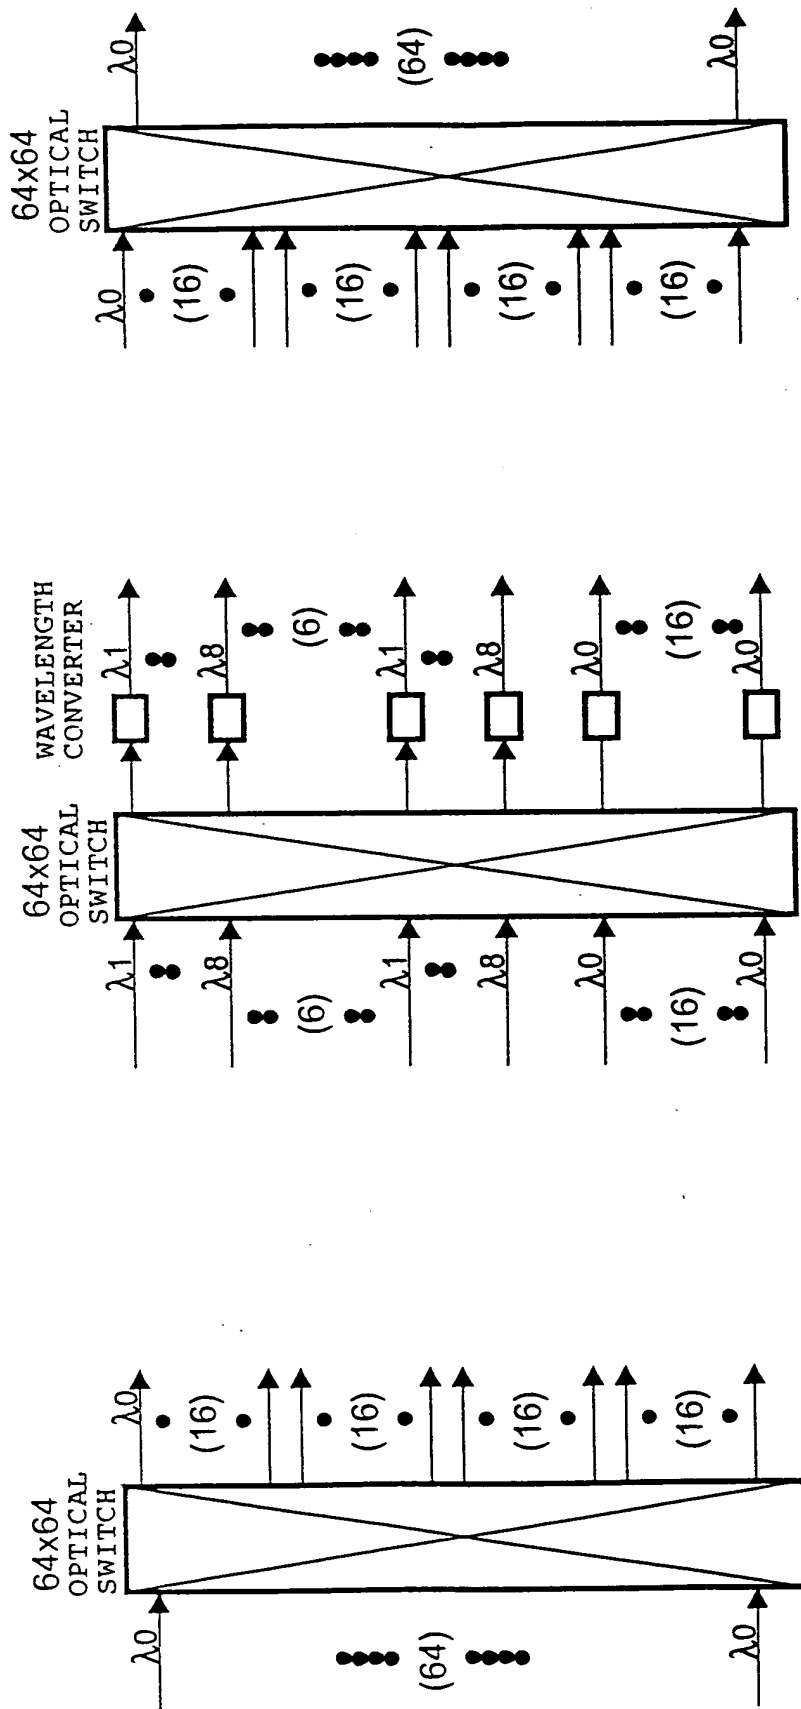 64x64
OPTICAL
SWITCH
λ0
(16)
(16)
(16)
(16)
λ0
(64)
λ0
64x64
OPTICAL
SWITCH
WAVELENGTH
CONVERTER
λ1
λ8
(6)
λ1
λ8
λ0
(16)
λ0
λ1
λ8
(6)
λ1
λ8
λ0
(16)
λ0
64x64
OPTICAL
SWITCH
λ0
(64)
λ0
λ0
(16)
(16)
(16)
(16)